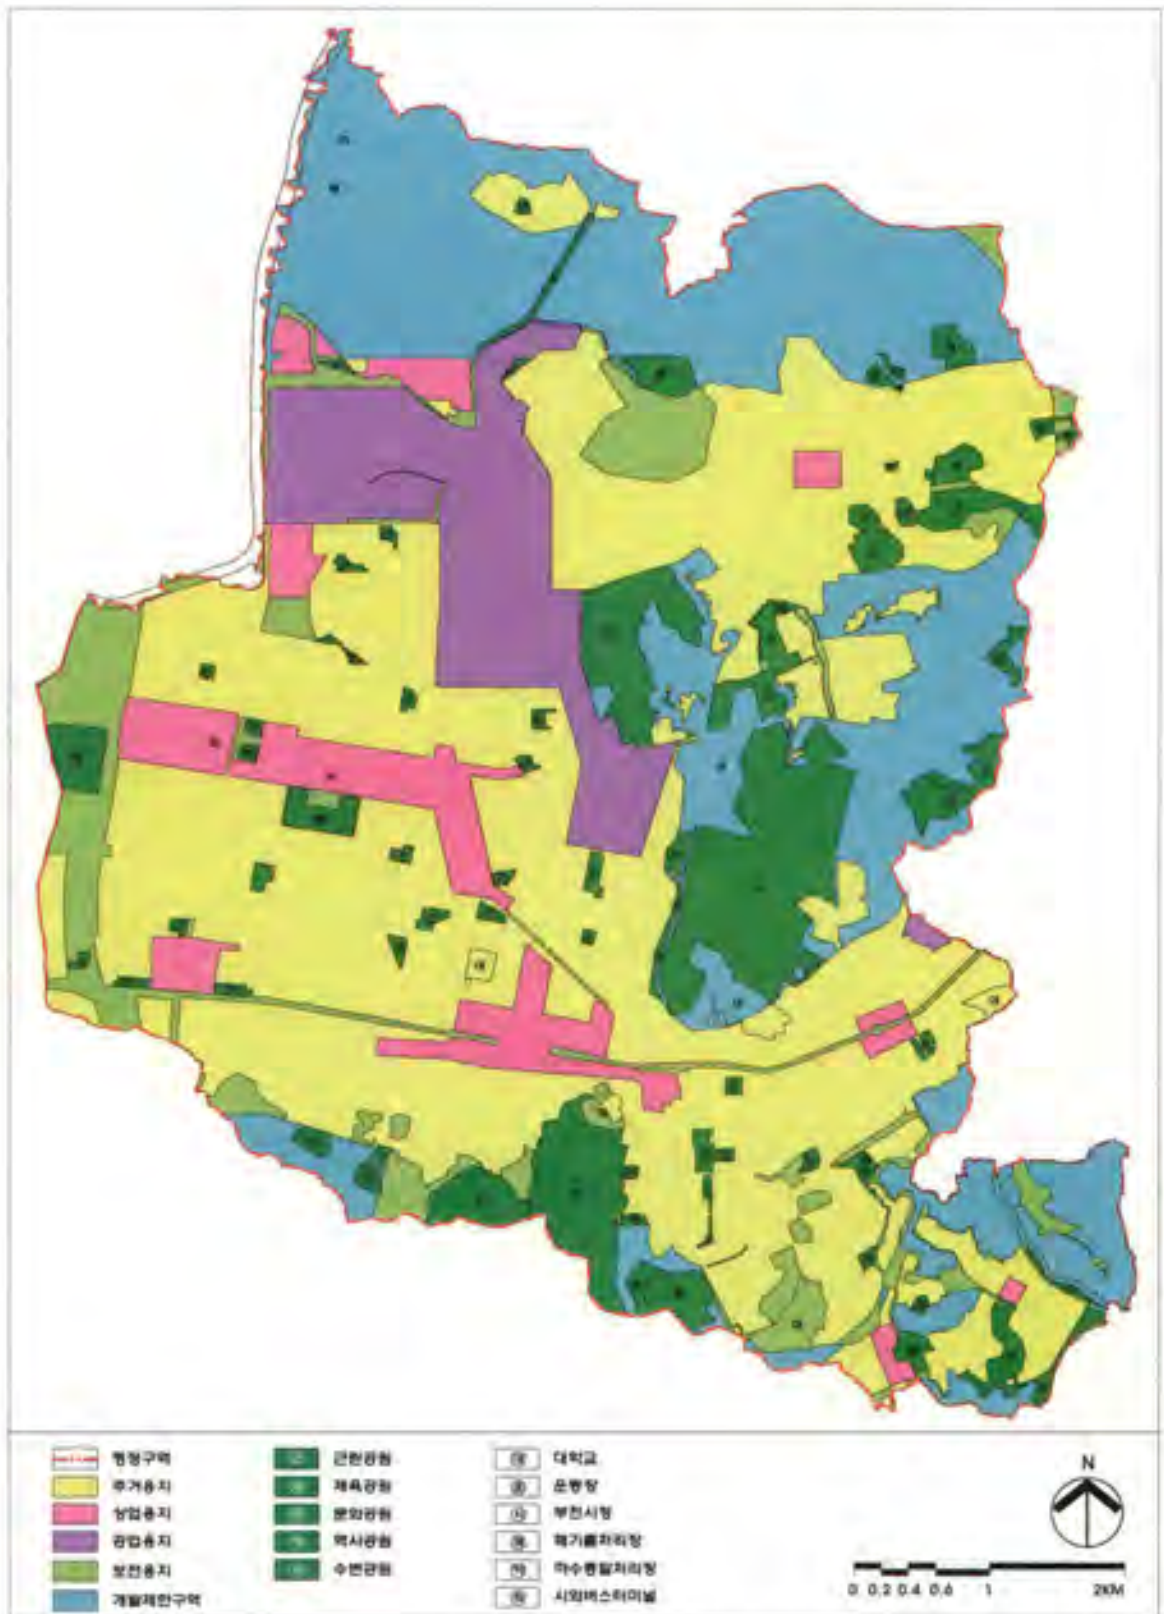 행정구역
주거용지
상업용지
공업용지
보전용지
개발제한구역
근린공원
체육공원
문화공원
역사공원
수변공원
대학교
운동장
부천시청
폐기물처리장
하수종말처리장
시외버스터미널
N
0 0.2 0.4 0.6 1 2KM